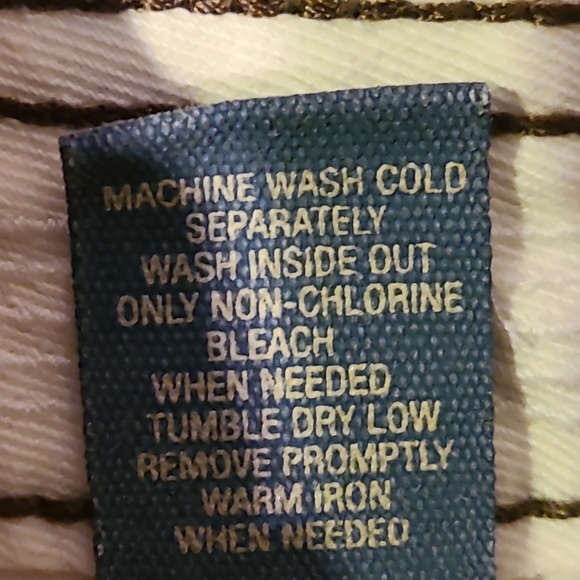 MACHINE WASH COLD
SEPARATELY
WASH INSIDE OUT
ONLY NON-CHLORINE
BLEACH
WHEN NEEDED
TUMBLE DRY LOW
REMOVE PROMPTLY
WARM IRON
WHEN NEEDED